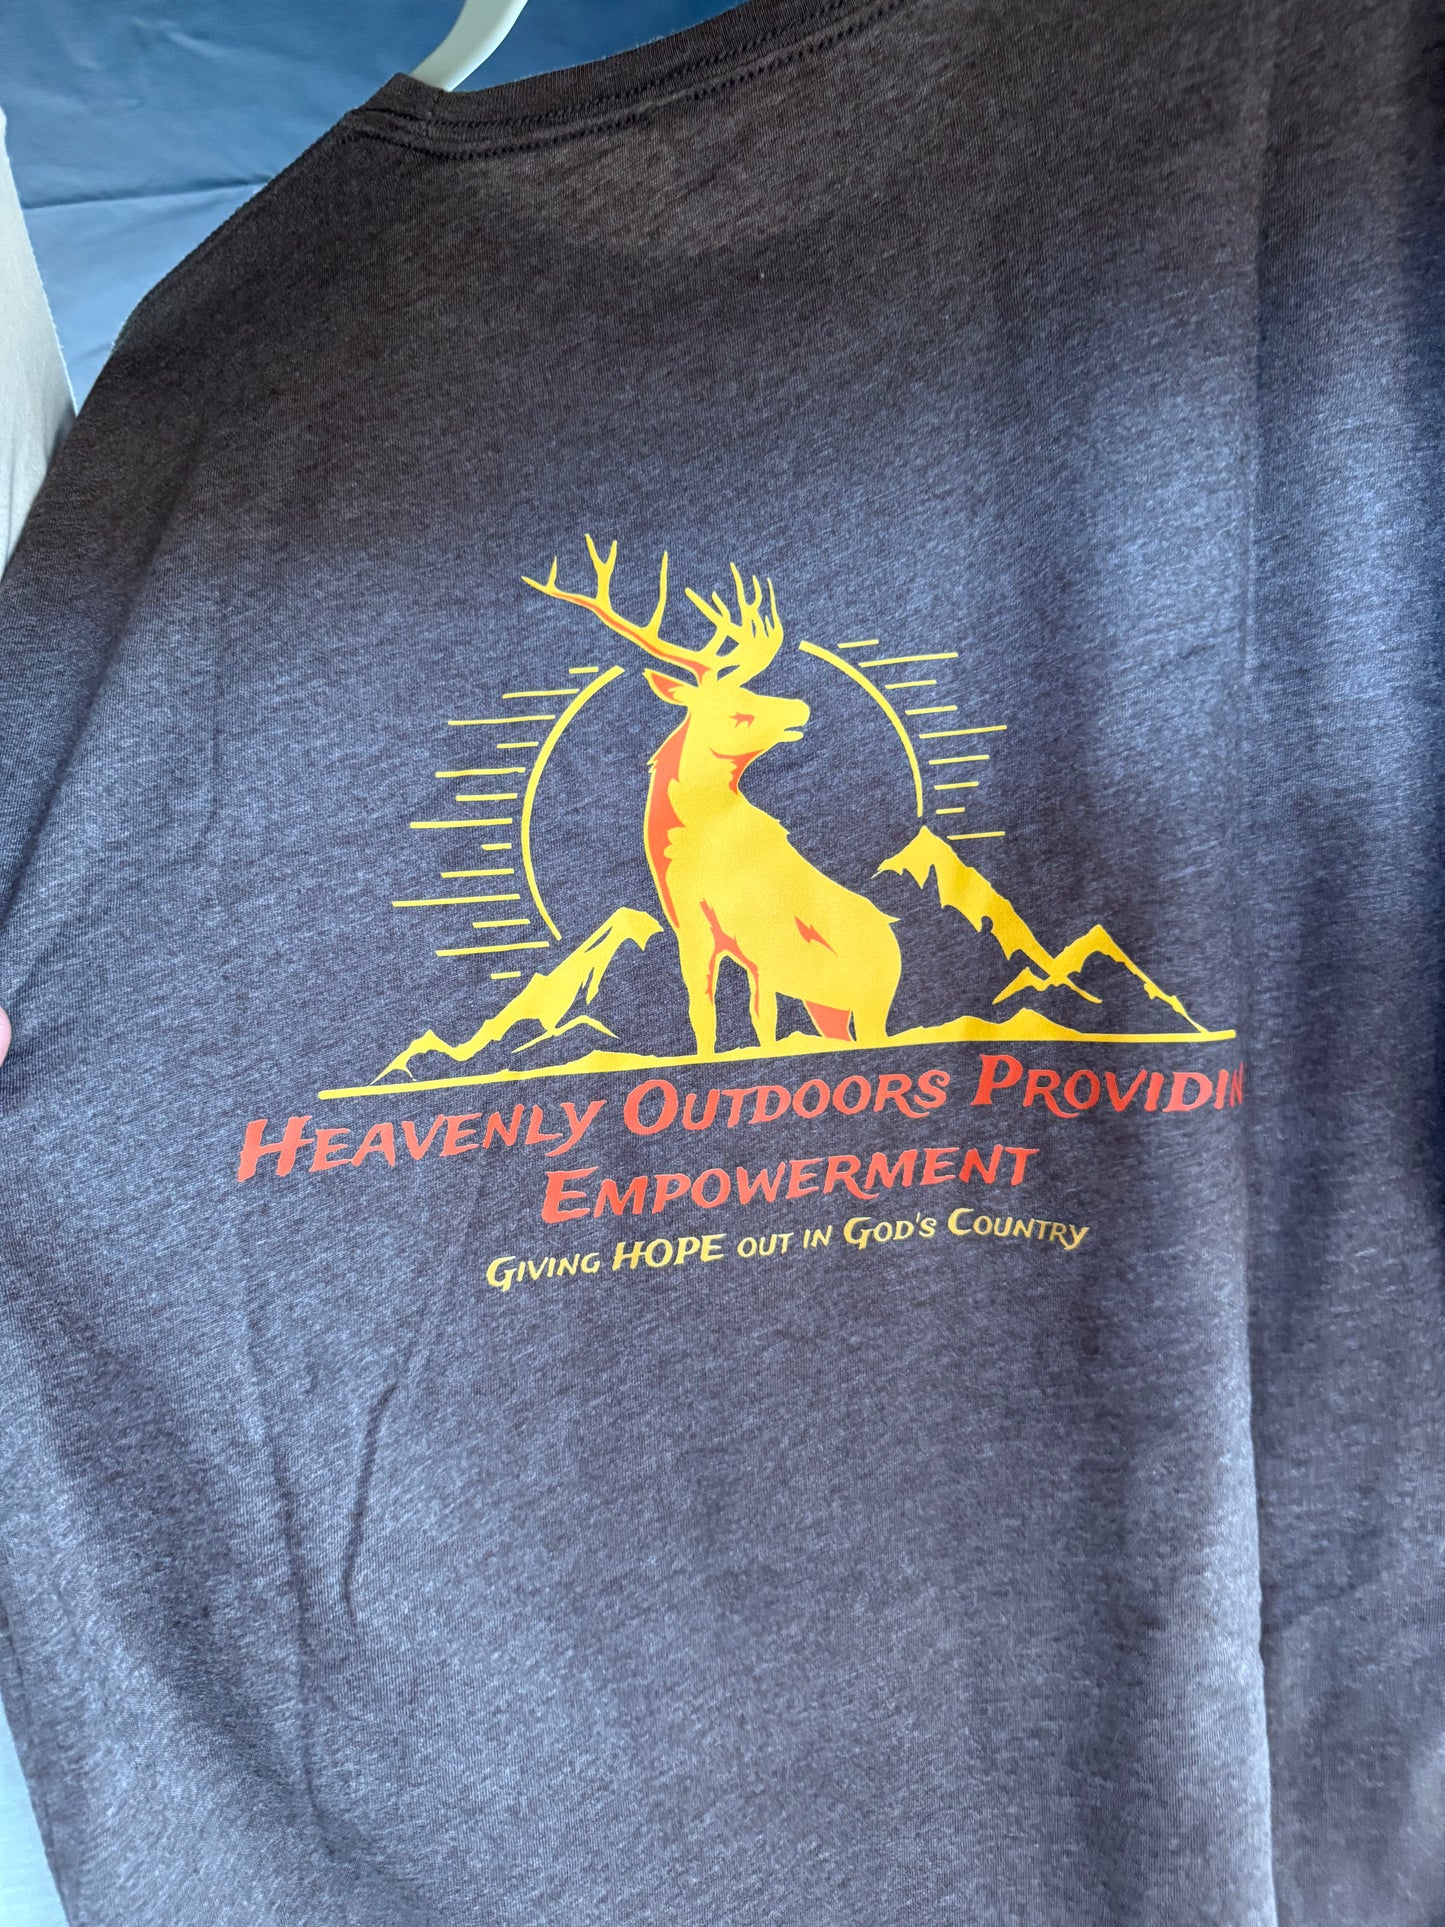 Heavenly Outdoors Providin
Empowerment
Giving HOPE out in God's Country